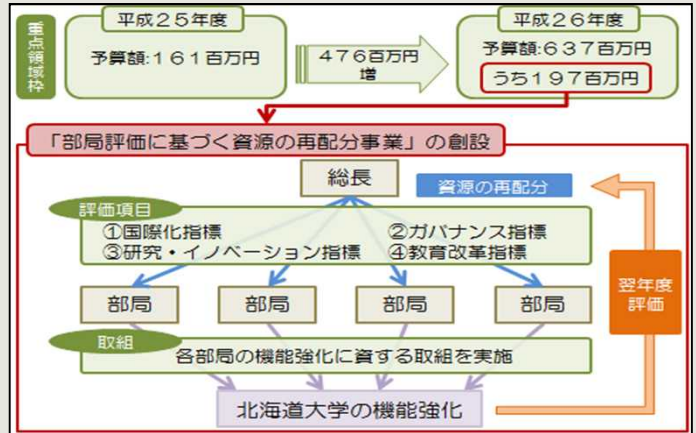 重点領域枠
平成25年度
予算額:161百万円
476百万円
増
平成26年度
予算額:637百万円
うち197百万円
「部局評価に基づく資源の再配分事業」の創設
総長
資源の再配分
評価項目
①国際化指標
②ガバナンス指標
③研究・イノベーション指標
④教育改革指標
部局
部局
部局
部局
翌年度
評価
取組
各部局の機能強化に資する取組を実施
北海道大学の機能強化